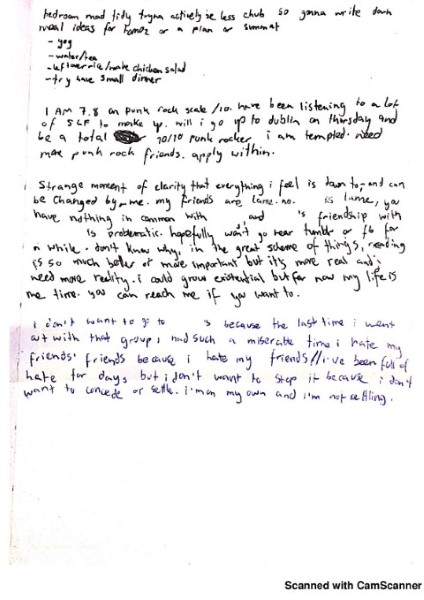 bedroom mad tidy tryna actively be less chub so gonna write down
meal ideas for tomoz or a plan or summat
- yog
- water/tea
- leftover rice/make chicken salad
- try have small dinner
I AM 7.8 on punk rock scale /10. have been listening to a lot
of SLF to make up. will i go up to dublin on thursday and
be a total 10/10 punk rocker i am tempted. need
more punk rock friends. apply within.
Strange moment of clarity that everything i feel is down to, and can
be changed by, me. my friends are lame. no. is lame, you
have nothing in common with , and 's friendship with
is problematic. hopefully won't go near tumblr or fb for
a while. don't know why, in the great scheme of things, reading
is so much better or more important but it's more real and i
need more reality. i could grow existential but for now my life is
me time. you can reach me if you want to.
i don't want to go to 's because the last time i went
out with that group i had such a miserable time i hate my
friends' friends because i hate my friends // i've been full of
hate for days but i don't want to stop it because i don't
want to concede or settle. i'm on my own and i'm not settling.
Scanned with CamScanner